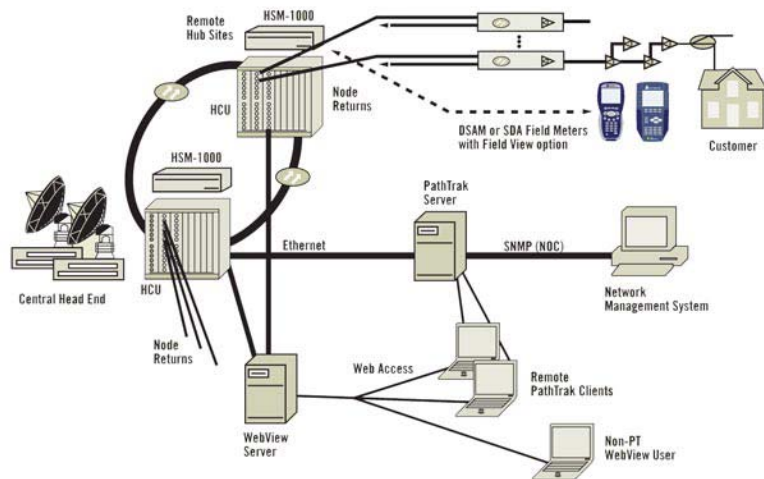 HSM-1000
Remote
Hub Sites
HCU
Node
Returns
DSAM or SDA Field Meters
with Field View option
Customer
HSM-1000
PathTrak
Server
Ethernet
SNMP (NOC)
Central Head End
HCU
Network
Management System
Node
Returns
Web Access
Remote
PathTrak Clients
WebView
Server
Non-PT
WebView User